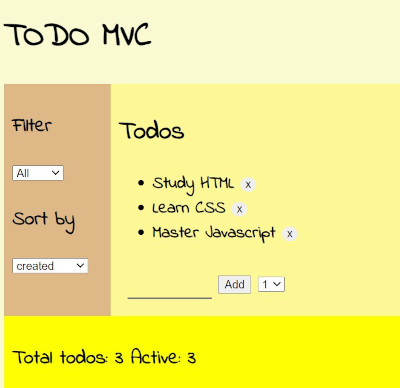 TODO MVC
Filter
All
Sort by
created
Todos
Study HTML x
Learn CSS x
Master Javascript x
Add 1
Total todos: 3 Active: 3